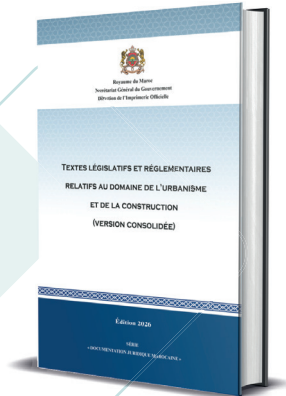 Royaume du Maroc
Secrétariat Général du Gouvernement
Direction de l'Imprimerie Officielle
TEXTES LÉGISLATIFS ET RÉGLEMENTAIRES
RELATIFS AU DOMAINE DE L'URBANISME
ET DE LA CONSTRUCTION
(VERSION CONSOLIDÉE)
Édition 2026
SÉRIE
« DOCUMENTATION JURIDIQUE MAROCAINE »